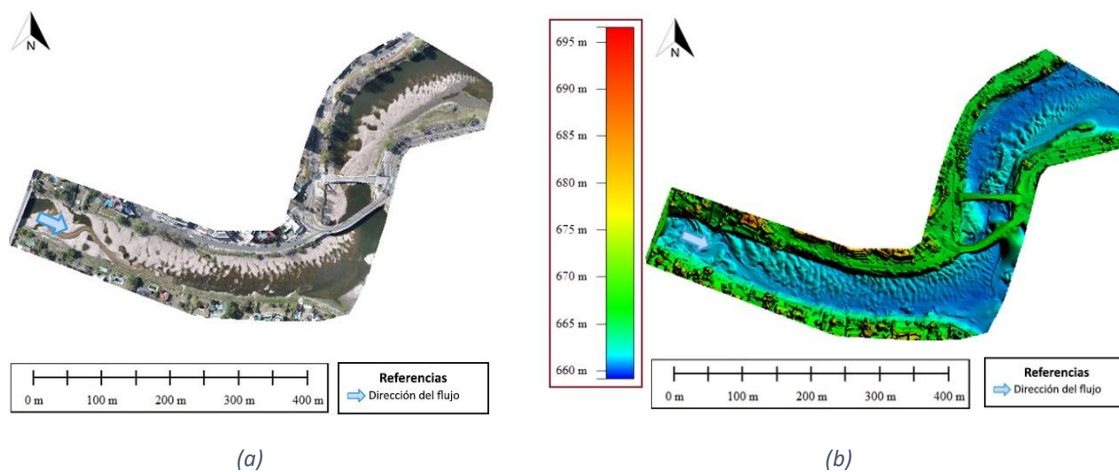 N
0 m 100 m 200 m 300 m 400 m
Referencias
Dirección del flujo
(a)
695 m
690 m
685 m
680 m
675 m
670 m
665 m
660 m
N
0 m 100 m 200 m 300 m 400 m
Referencias
Dirección del flujo
(b)